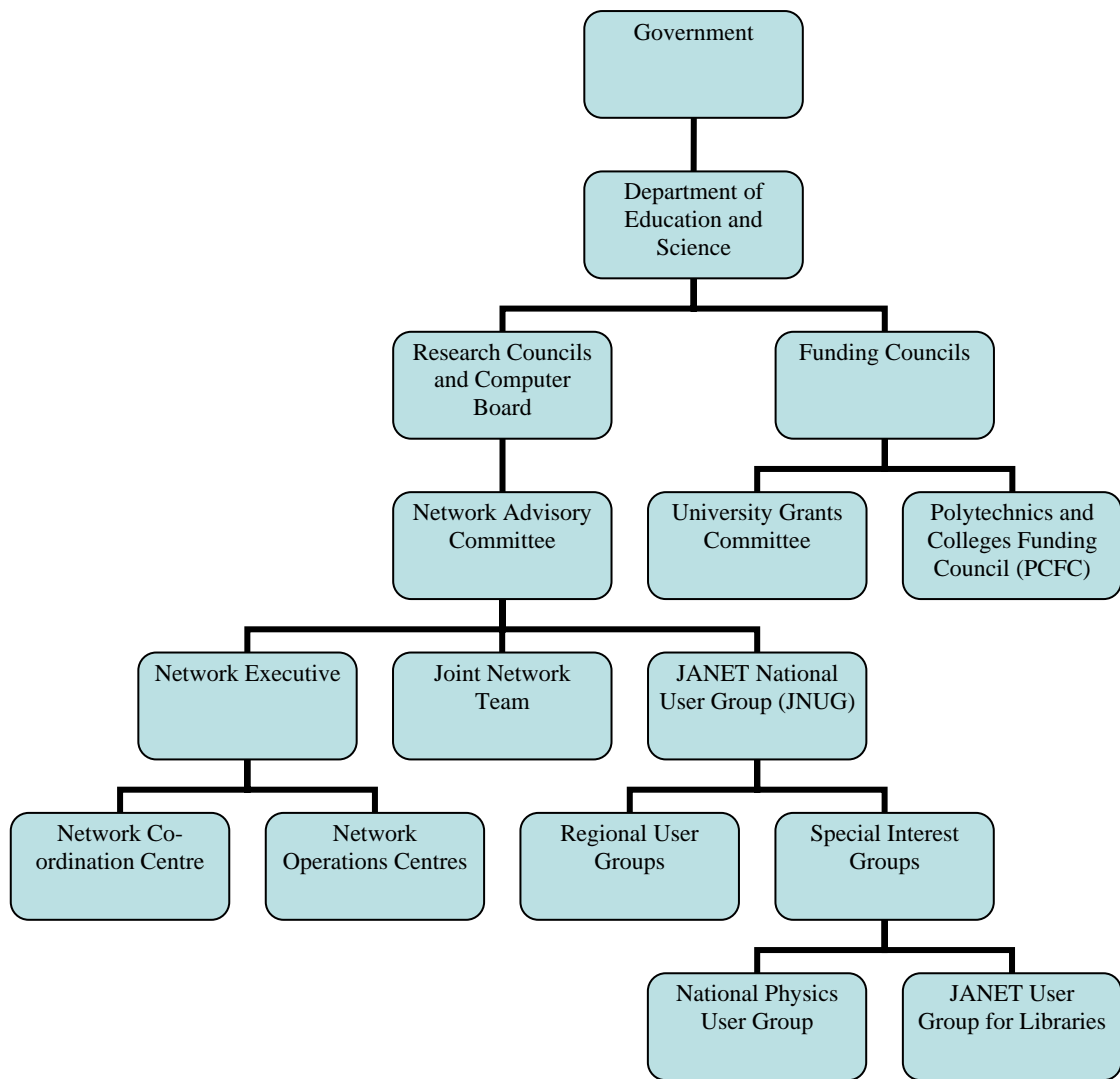 Government
Department of
Education and
Science
Research Councils
and Computer
Board
Funding Councils
Network Advisory
Committee
University Grants
Committee
Polytechnics and
Colleges Funding
Council (PCFC)
Network Executive
Joint Network
Team
JANET National
User Group (JNUG)
Network Co-
ordination Centre
Network
Operations Centres
Regional User
Groups
Special Interest
Groups
National Physics
User Group
JANET User
Group for Libraries